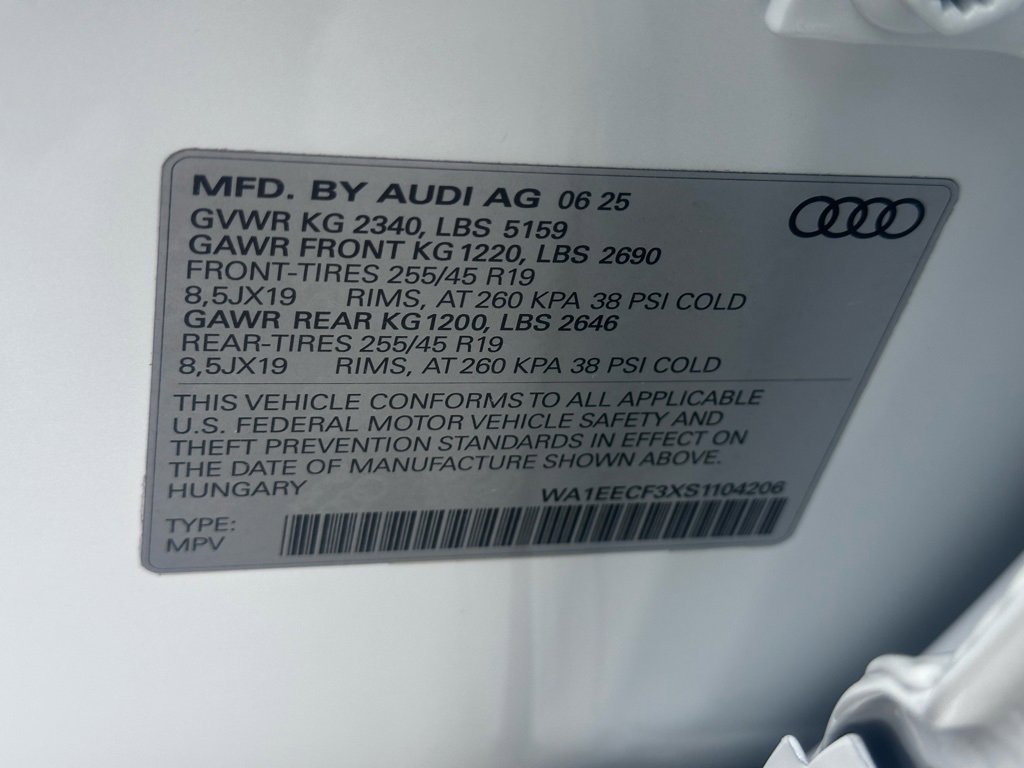 MFD. BY AUDI AG 06 25
GVWR KG 2340, LBS 5159
GAWR FRONT KG 1220, LBS 2690
FRONT-TIRES 255/45 R19
8,5JX19 RIMS, AT 260 KPA 38 PSI COLD
GAWR REAR KG 1200, LBS 2646
REAR-TIRES 255/45 R19
8,5JX19 RIMS, AT 260 KPA 38 PSI COLD
THIS VEHICLE CONFORMS TO ALL APPLICABLE
U.S. FEDERAL MOTOR VEHICLE SAFETY AND
THEFT PREVENTION STANDARDS IN EFFECT ON
THE DATE OF MANUFACTURE SHOWN ABOVE.
HUNGARY WA1EECF3XS1104206
TYPE:
MPV